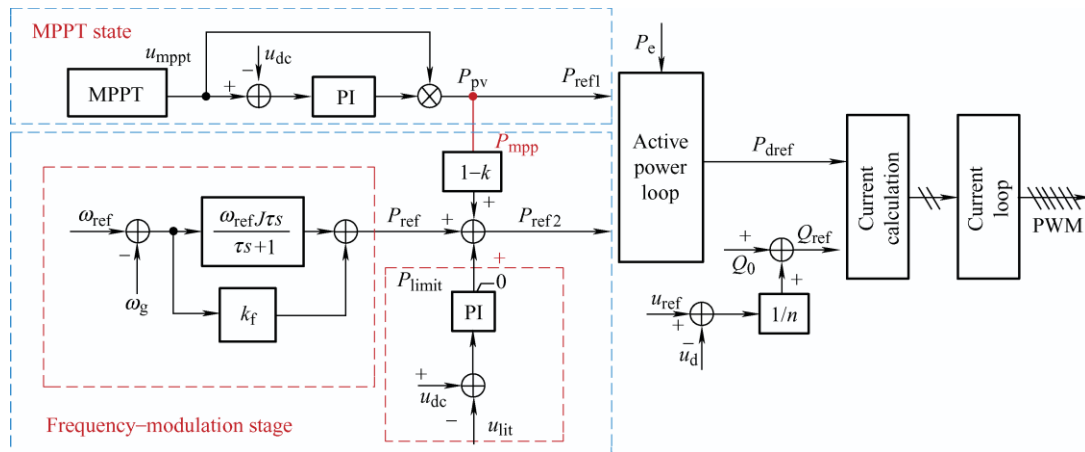 MPPT state
u_mppt
u_dc
−
+
MPPT
PI
P_pv
P_ref1
P_mpp
1−k
+
ω_ref
−
ω_g
ω_ref Jτs
τs+1
k_f
P_ref
+
P_ref2
+
P_limit
0
PI
+
u_dc
−
u_lit
Frequency−modulation stage
P_e
Active
power
loop
P_dref
Current
calculation
Current
loop
PWM
+
Q_0
Q_ref
+
u_ref
+
−
u_d
1/n